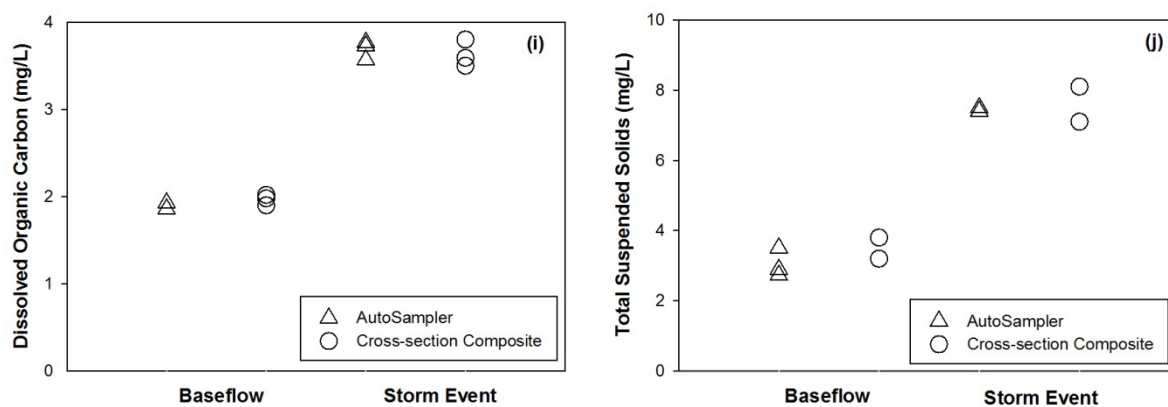 Dissolved Organic Carbon (mg/L)
4
3
2
1
0
(i)
AutoSampler
Cross-section Composite
Baseflow
Storm Event
Total Suspended Solids (mg/L)
10
8
6
4
2
0
(j)
AutoSampler
Cross-section Composite
Baseflow
Storm Event